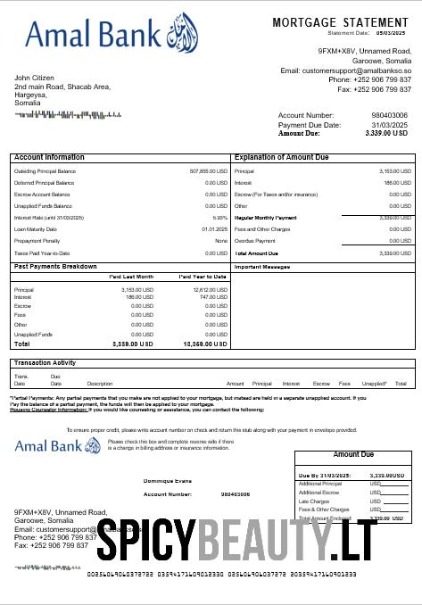 Amal Bank
MORTGAGE STATEMENT
Statement Date: 05/03/2025
9FXM+X8V, Unnamed Road,
Garoowe, Somalia
Email: customersupport@amalbankso.so
Phone: +252 906 799 837
Fax: +252 906 799 837
John Citizen
2nd main Road, Shacab Area,
Hargeysa,
Somalia
Account Number: 980403006
Payment Due Date: 31/03/2025
Amount Due: 3,339.00 USD
Account Information
Outstanding Principal Balance 507,855.00 USD
Deferred Principal Balance 0.00 USD
Escrow Account Balance 0.00 USD
Unapplied Funds Balance 0.00 USD
Interest Rate (until 31/03/2025)
Loan Maturity Date 01.01.2025
Prepayment Penalty None
Taxes Paid Year-to-Date 0.00 USD
Explanation of Amount Due
Principal 3,153.00 USD
Interest 186.00 USD
Escrow (For Taxes and/or insurance) 0.00 USD
Other 0.00 USD
Regular Monthly Payment 3,339.00 USD
Fees and Other Charges 0.00 USD
Overdue Payment 0.00 USD
Total Amount Due 3,339.00 USD
Past Payments Breakdown
Paid Last Month Paid Year to Date
Principal 3,153.00 USD 12,612.00 USD
Interest 186.00 USD 747.00 USD
Escrow 0.00 USD 0.00 USD
Fees 0.00 USD 0.00 USD
Other 0.00 USD 0.00 USD
Unapplied Funds 0.00 USD 0.00 USD
Total 3,339.00 USD
Important Messages
Transaction Activity
Trans. Date Due Date Description Amount Principal Interest Escrow Fees Unapplied* Total
*Partial Payments: Any partial payments that you make are not applied to your mortgage, but instead are held in a separate unapplied account. If you
Pay the balance of a partial payment, the funds will then be applied to your mortgage.
Housing Counselor Information: If you would like counseling or assistance, you can contact the following:
To ensure proper credit, please write account number on check and return this stub along with your payment in envelope provided.
Amal Bank
Please check this box and complete reverse side if there
is a change in billing address or insurance information.
Amount Due
Due By 31/03/2025: 3,339.00USD
Additional Principal USD
Additional Escrow USD
Late Charges USD
Fees & Other Charges USD
Total Amount Enclosed 3,339.00 USD
Dominique Evans
Account Number: 980403006
9FXM+X8V, Unnamed Road,
Garoowe, Somalia
Email: customersupport@
Phone: +252 906 799 837
Fax: +252 906 799 837
SPICYBEAUTY.LT